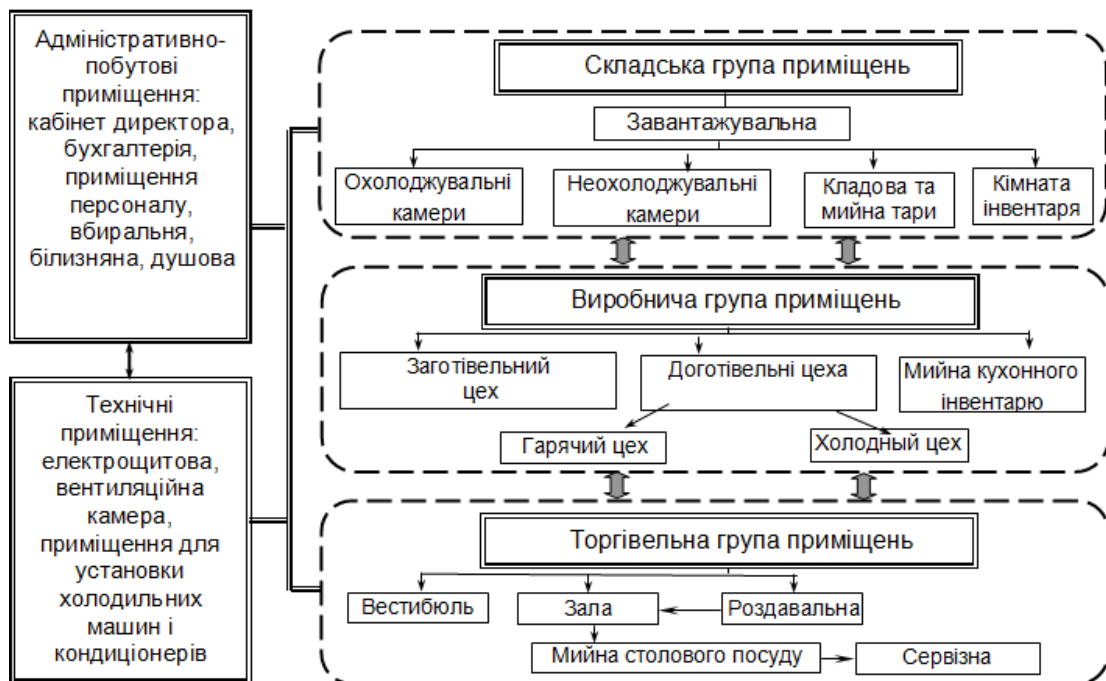 Адміністративно-
побутові
приміщення:
кабінет директора,
бухгалтерія,
приміщення
персоналу,
вбиральня,
білизняна, душова
Технічні
приміщення:
електрощитова,
вентиляційна
камера,
приміщення для
установки
холодильних
машин і
кондиціонерів
Складська група приміщень
Завантажувальна
Охолоджувальні
камери
Неохолоджувальні
камери
Кладова та
мийна тари
Кімната
інвентаря
Виробнича група приміщень
Заготівельний
цех
Доготівельні цеха
Мийна кухонного
інвентарю
Гарячий цех
Холодный цех
Торгівельна група приміщень
Вестибюль
Зала
Роздавальна
Мийна столового посуду
Сервізна